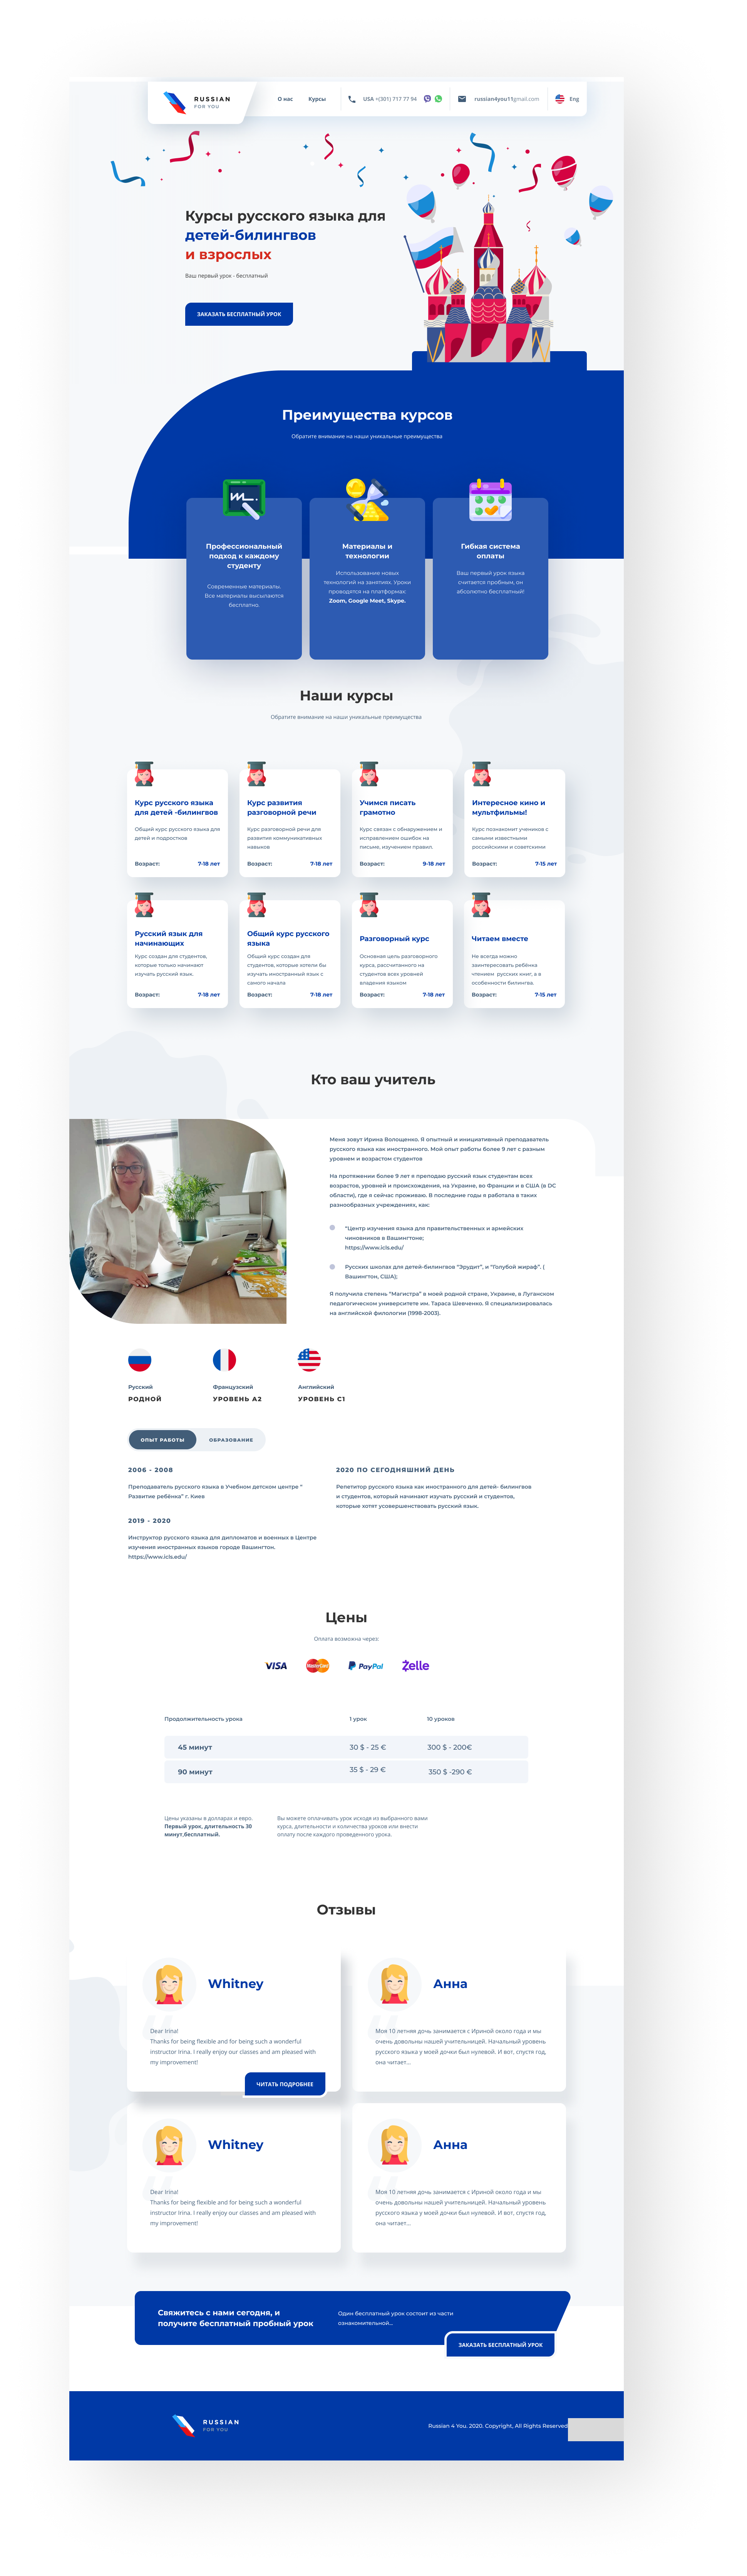 RUSSIAN
FOR YOU
О нас
Курсы
USA +(301) 717 77 94
russian4you11gmail.com
Eng
Курсы русского языка для
детей-билингвов
и взрослых
Ваш первый урок - бесплатный
ЗАКАЗАТЬ БЕСПЛАТНЫЙ УРОК
Преимущества курсов
Обратите внимание на наши уникальные преимущества
Профессиональный
подход к каждому
студенту
Современные материалы.
Все материалы высылаются
бесплатно.
Материалы и
технологии
Использование новых
технологий на занятиях. Уроки
проводятся на платформах:
Zoom, Google Meet, Skype.
Гибкая система
оплаты
Ваш первый урок языка
считается пробным, он
абсолютно бесплатный!
Наши курсы
Обратите внимание на наши уникальные преимущества
Курс русского языка
для детей -билингвов
Общий курс русского языка для
детей и подростков
Возраст:
7-18 лет
Курс развития
разговорной речи
Курс разговорной речи для
развития коммуникативных
навыков
Возраст:
7-18 лет
Учимся писать
грамотно
Курс связан с обнаружением и
исправлением ошибок на
письме, изучением правил.
Возраст:
9-18 лет
Интересное кино и
мультфильмы!
Курс познакомит учеников с
самыми известными
российскими и советскими
Возраст:
7-15 лет
Русский язык для
начинающих
Курс создан для студентов,
которые только начинают
изучать русский язык.
Возраст:
7-18 лет
Общий курс русского
языка
Общий курс создан для
студентов, которые хотели бы
изучать иностранный язык с
самого начала
Возраст:
7-18 лет
Разговорный курс
Основная цель разговорного
курса, рассчитанного на
студентов всех уровней
владения языком
Возраст:
7-18 лет
Читаем вместе
Не всегда можно
заинтересовать ребёнка
чтением русских книг, а в
особенности билингва.
Возраст:
7-15 лет
Кто ваш учитель
Меня зовут Ирина Волощенко. Я опытный и инициативный преподаватель
русского языка как иностранного. Мой опыт работы более 9 лет с разным
уровнем и возрастом студентов
На протяжении более 9 лет я преподаю русский язык студентам всех
возрастов, уровней и происхождения, на Украине, во Франции и в США (в DC
области), где я сейчас проживаю. В последние годы я работала в таких
разнообразных учреждениях, как:
"Центр изучения языка для правительственных и армейских
чиновников в Вашингтоне;
https://www.icls.edu/
Русских школах для детей-билингвов "Эрудит", и "Голубой жираф". (
Вашингтон, США);
Я получила степень "Магистра" в моей родной стране, Украине, в Луганском
педагогическом университете им. Тараса Шевченко. Я специализировалась
на английской филологии (1998-2003).
Русский
РОДНОЙ
Французский
УРОВЕНЬ A2
Английский
УРОВЕНЬ C1
ОПЫТ РАБОТЫ
ОБРАЗОВАНИЕ
2006 - 2008
Преподаватель русского языка в Учебном детском центре "
Развитие ребёнка" г. Киев
2020 ПО СЕГОДНЯШНИЙ ДЕНЬ
Репетитор русского языка как иностранного для детей- билингвов
и студентов, который начинают изучать русский и студентов,
которые хотят усовершенствовать русский язык.
2019 - 2020
Инструктор русского языка для дипломатов и военных в Центре
изучения иностранных языков городе Вашингтон.
https://www.icls.edu/
Цены
Оплата возможна через:
VISA
MasterCard
PayPal
Zelle
Продолжительность урока
1 урок
10 уроков
45 минут
30 $ - 25 €
300 $ - 200€
90 минут
35 $ - 29 €
350 $ -290 €
Цены указаны в долларах и евро.
Первый урок, длительность 30
минут,бесплатный.
Вы можете оплачивать урок исходя из выбранного вами
курса, длительности и количества уроков или внести
оплату после каждого проведенного урока.
Отзывы
Whitney
Dear Irina!
Thanks for being flexible and for being such a wonderful
instructor Irina. I really enjoy our classes and am pleased with
my improvement!
ЧИТАТЬ ПОДРОБНЕЕ
Анна
Моя 10 летняя дочь занимается с Ириной около года и мы
очень довольны нашей учительницей. Начальный уровень
русского языка у моей дочки был нулевой. И вот, спустя год,
она читает...
Whitney
Dear Irina!
Thanks for being flexible and for being such a wonderful
instructor Irina. I really enjoy our classes and am pleased with
my improvement!
Анна
Моя 10 летняя дочь занимается с Ириной около года и мы
очень довольны нашей учительницей. Начальный уровень
русского языка у моей дочки был нулевой. И вот, спустя год,
она читает...
Свяжитесь с нами сегодня, и
получите бесплатный пробный урок
Один бесплатный урок состоит из части
ознакомительной...
ЗАКАЗАТЬ БЕСПЛАТНЫЙ УРОК
RUSSIAN
FOR YOU
Russian 4 You. 2020. Copyright, All Rights Reserved